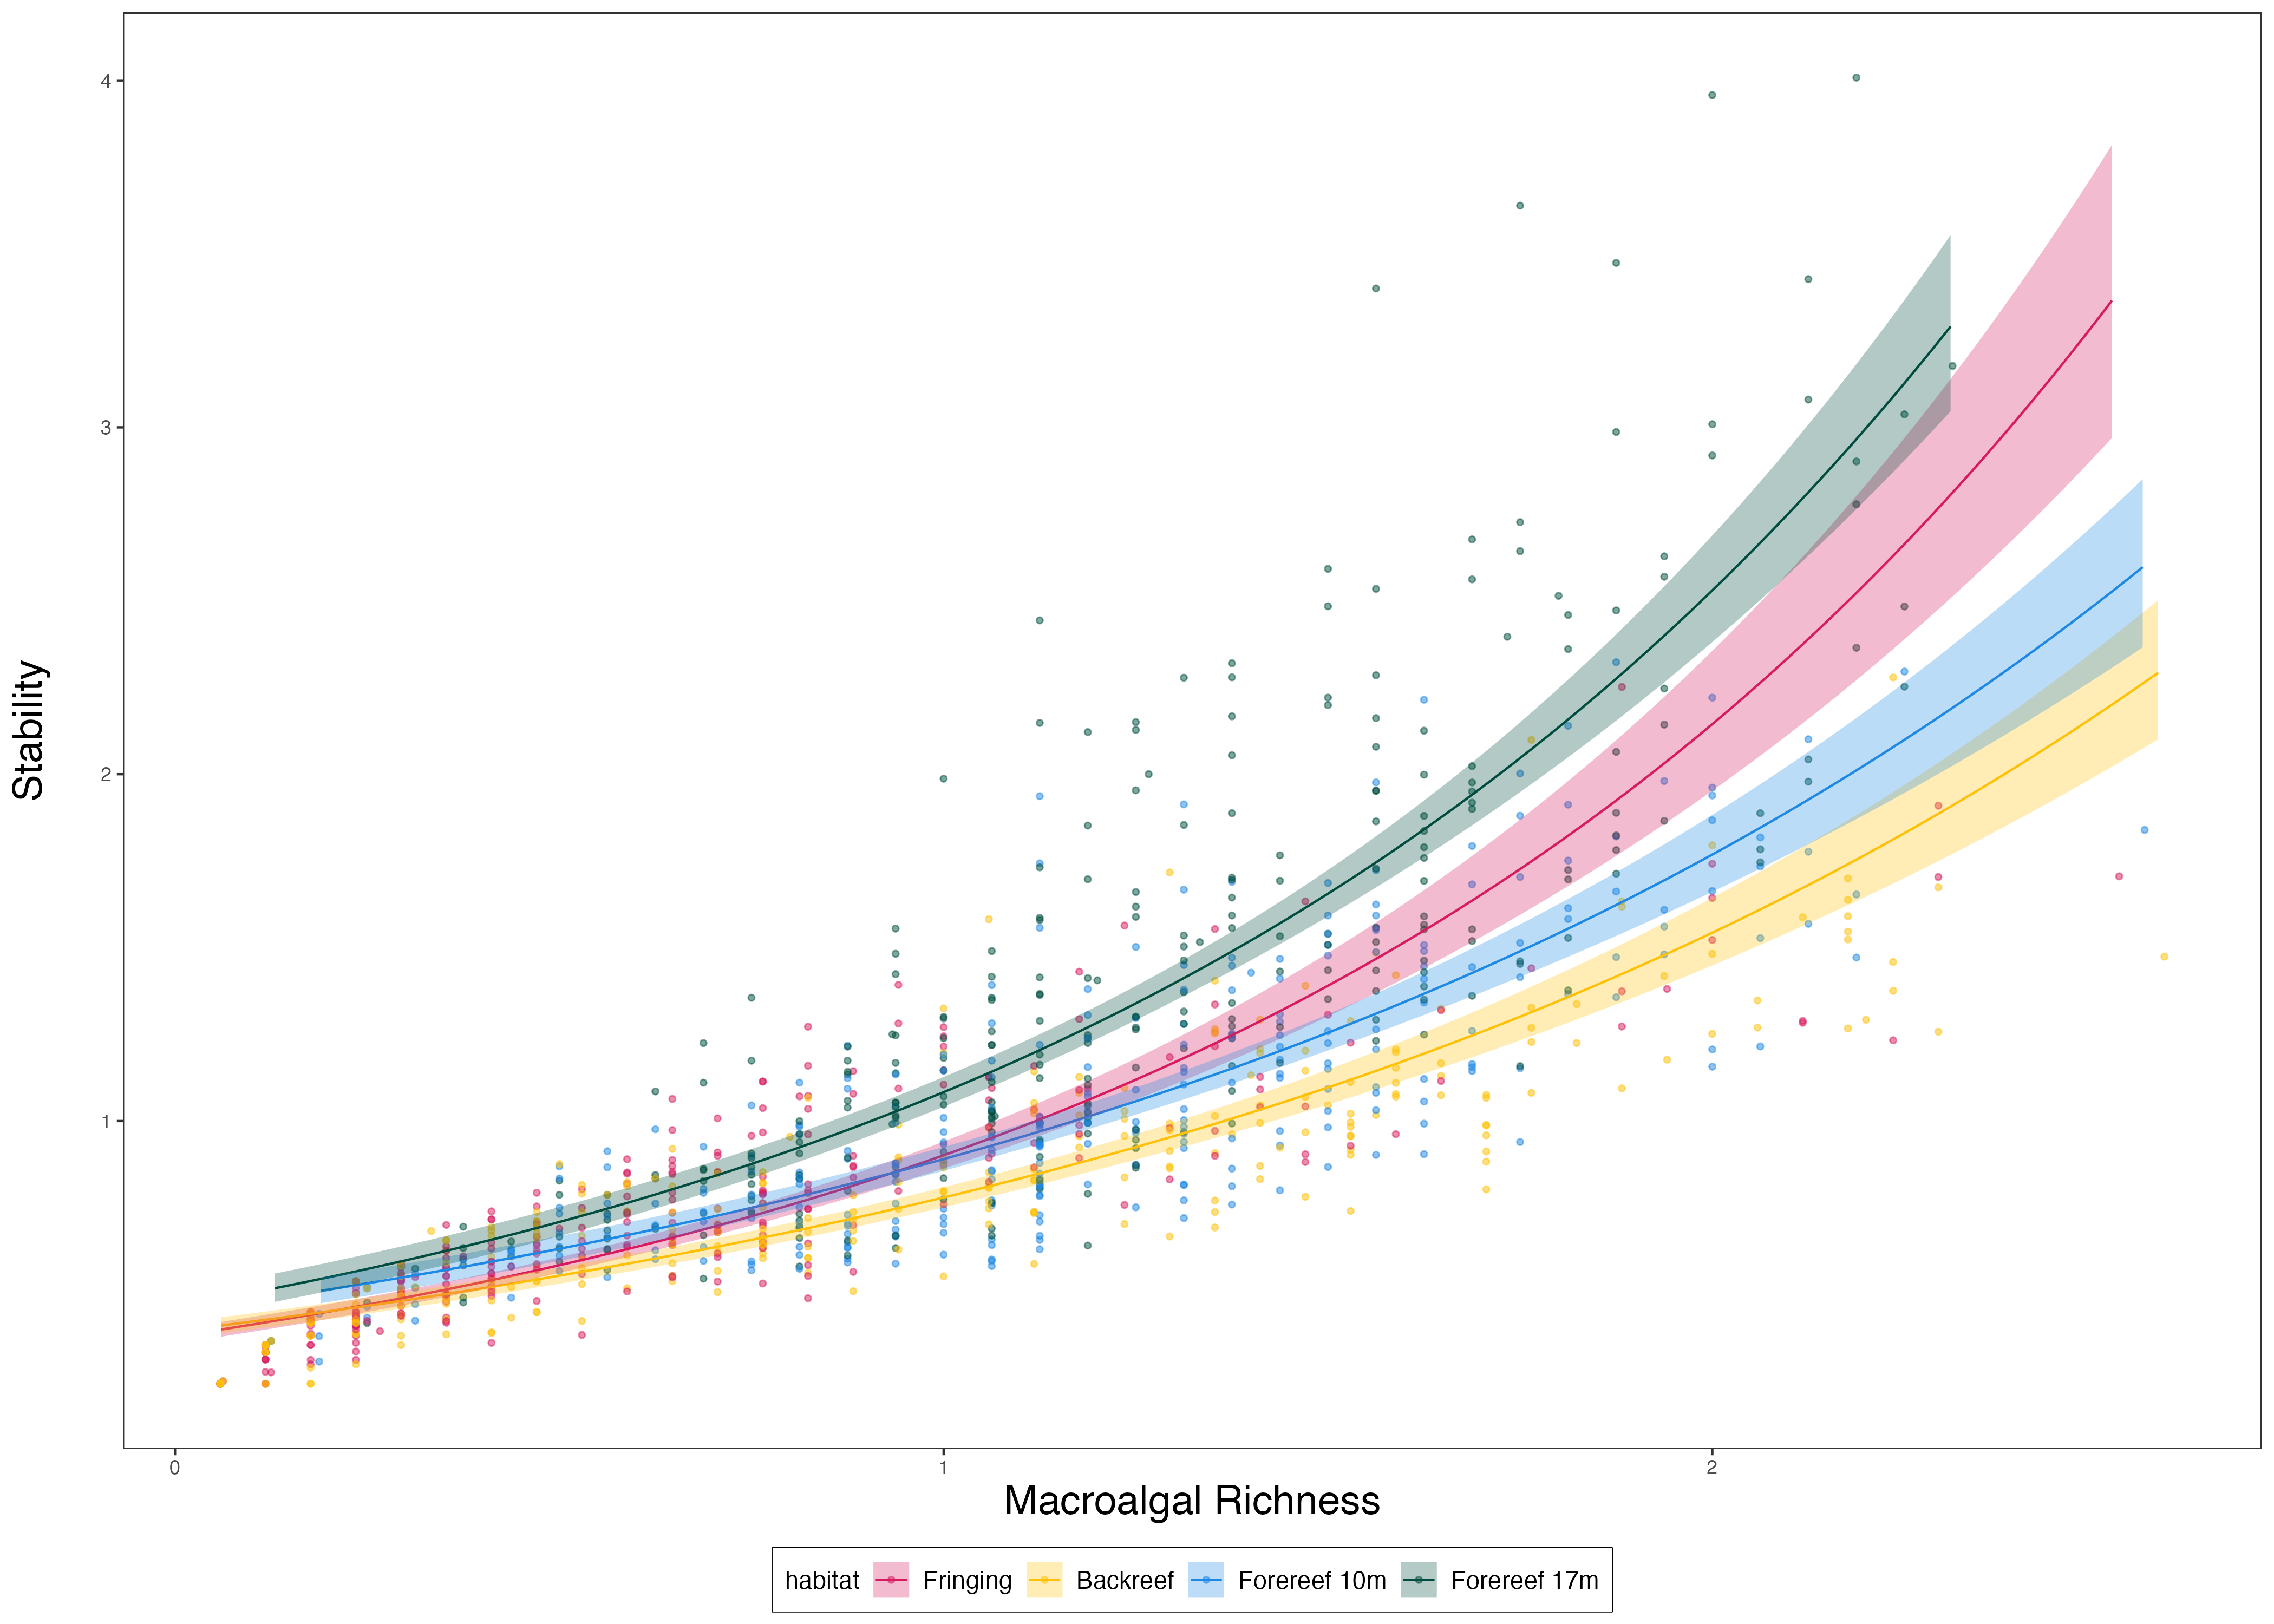 4
3
2
1
Stability
0 1 2
Macroalgal Richness
habitat Fringing Backreef Forereef 10m Forereef 17m